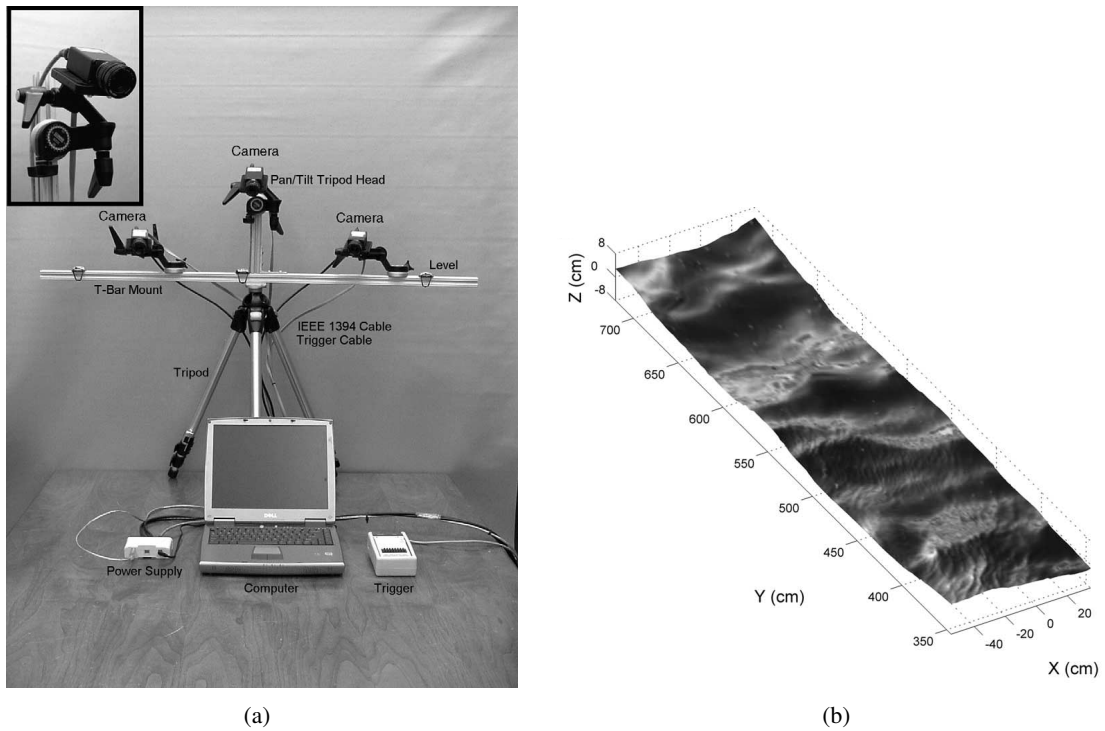 Camera
Pan/Tilt Tripod Head
Camera
Camera
Level
T-Bar Mount
IEEE 1394 Cable
Trigger Cable
Tripod
DELL
Power Supply
Computer
Trigger
(a)
8
0
-8
Z (cm)
700
650
600
550
500
450
400
350
Y (cm)
-40
-20
0
20
X (cm)
(b)